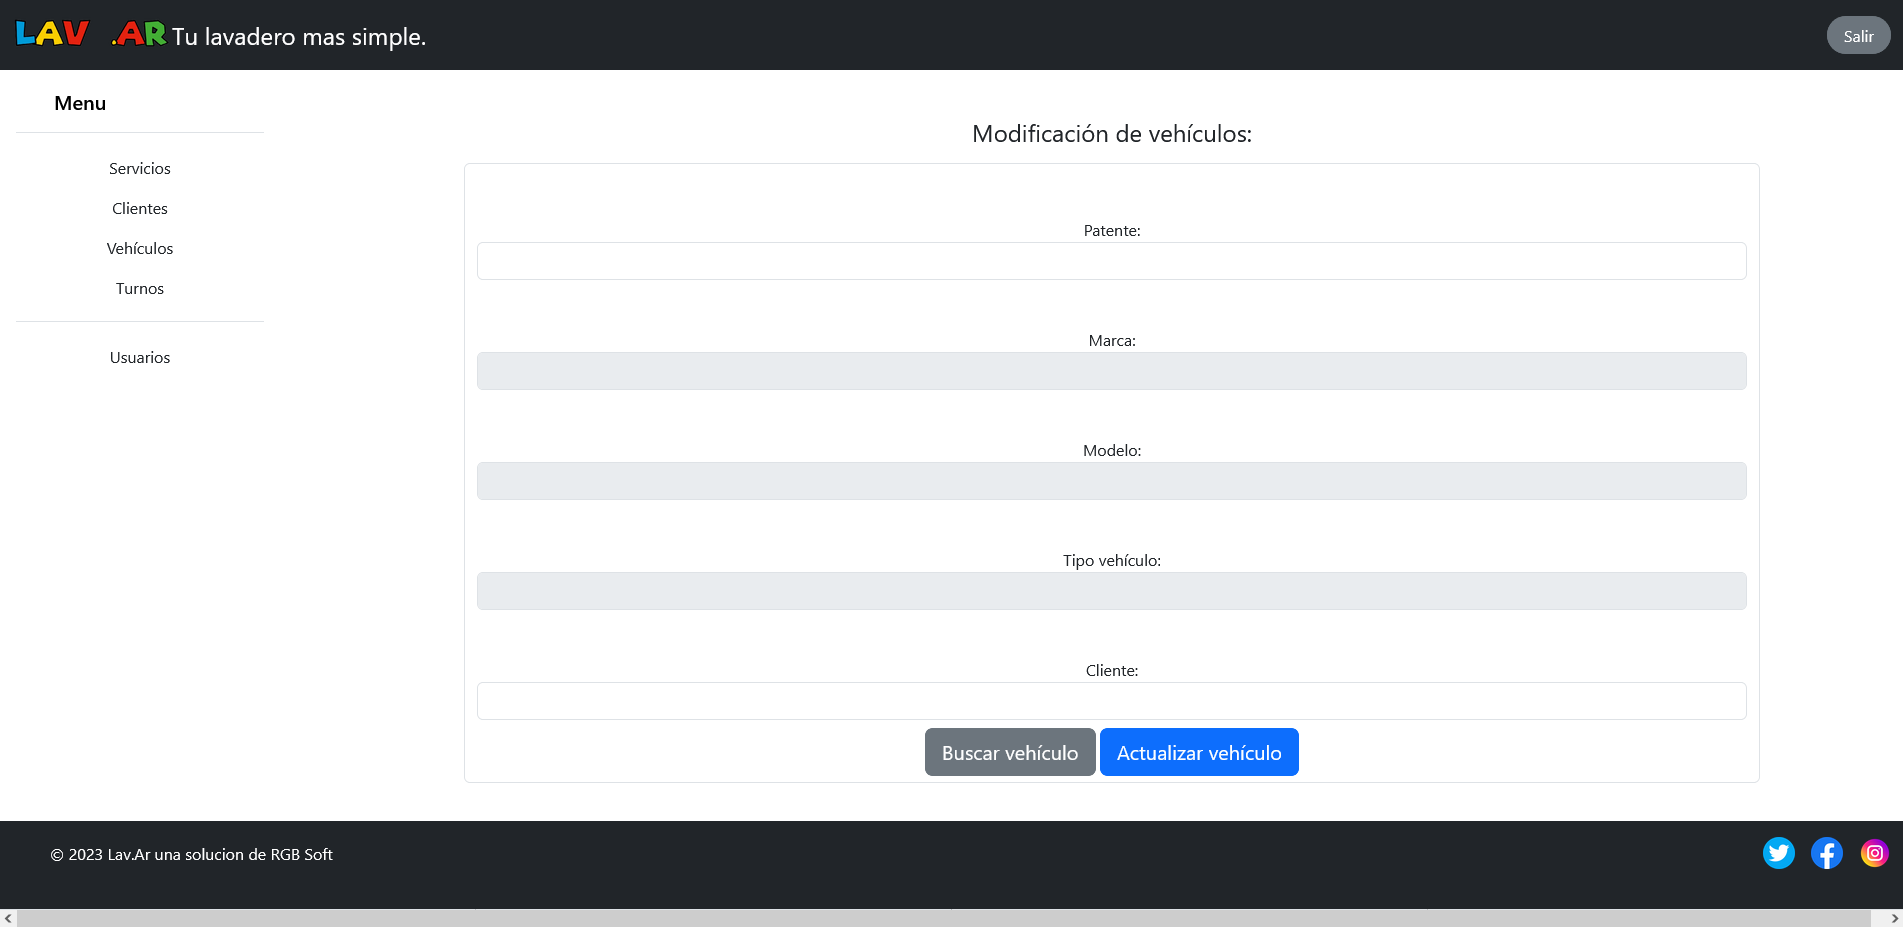 LAV .AR Tu lavadero mas simple.
Salir
Menu
Servicios
Clientes
Vehículos
Turnos
Usuarios
Modificación de vehículos:
Patente:
Marca:
Modelo:
Tipo vehículo:
Cliente:
Buscar vehículo
Actualizar vehículo
© 2023 Lav.Ar una solucion de RGB Soft